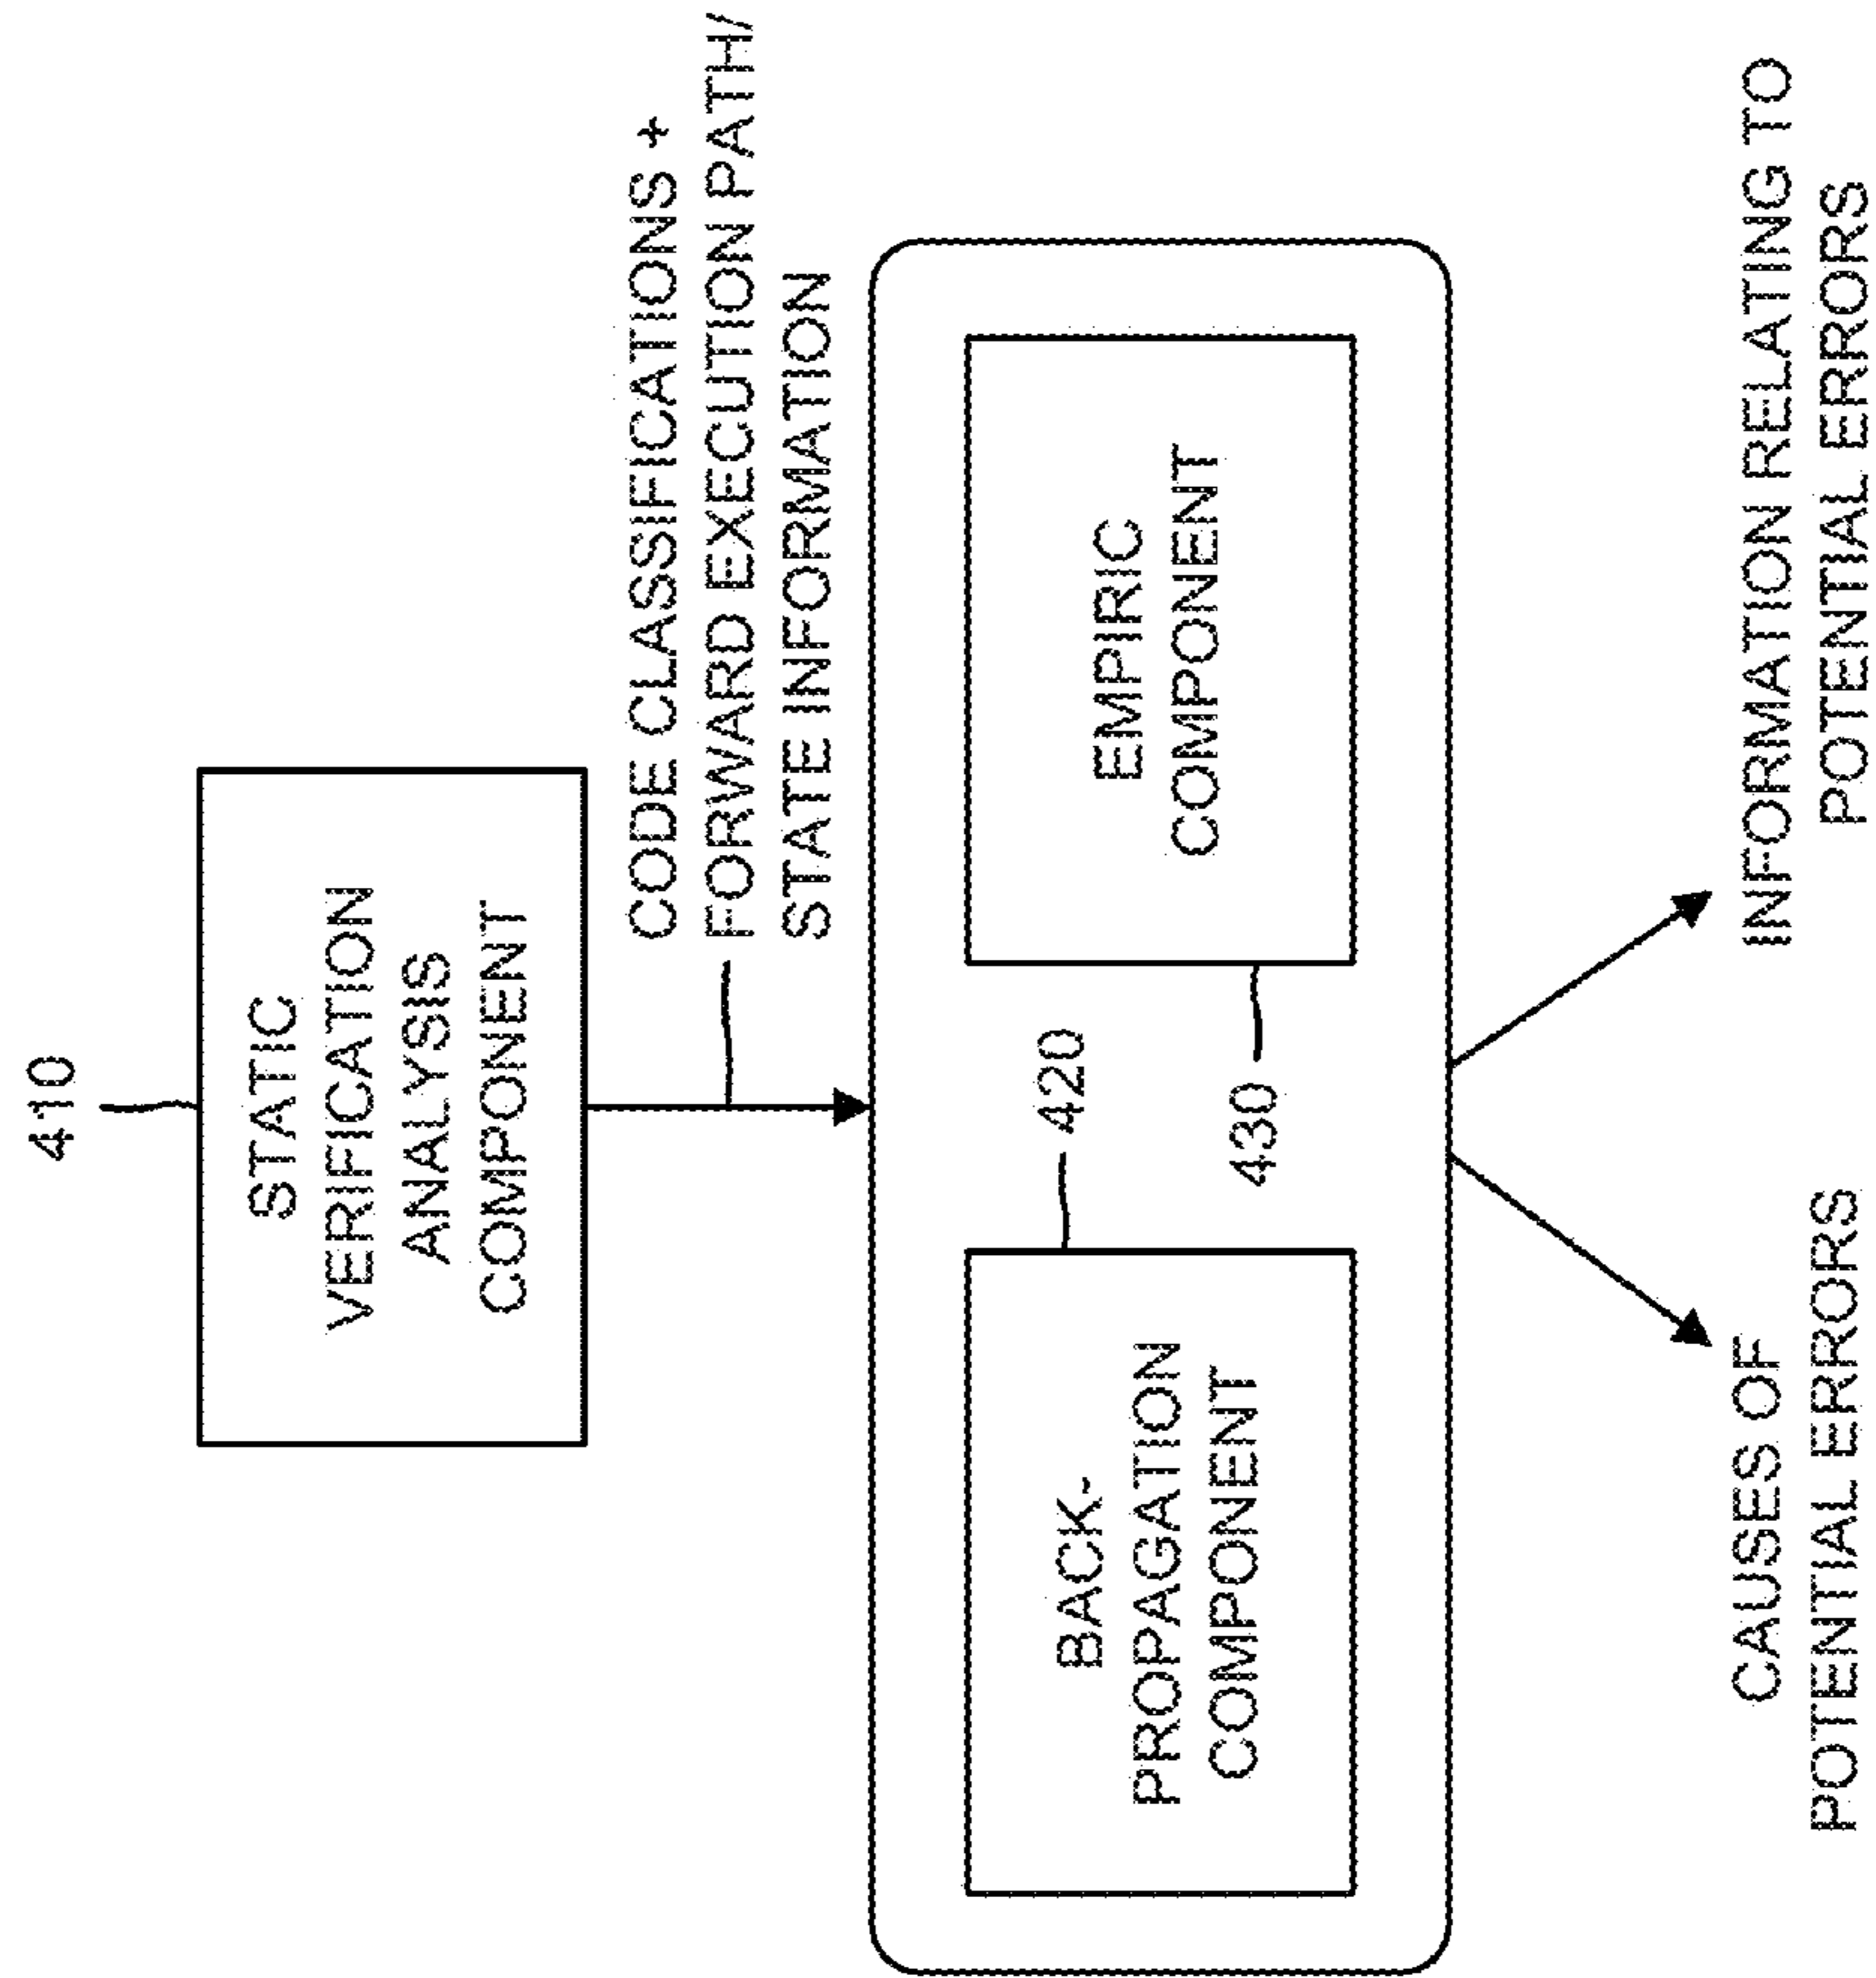 410
STATIC
VERIFICATION
ANALYSIS
COMPONENT
CODE CLASSIFICATIONS +
FORWARD EXECUTION PATH/
STATE INFORMATION
BACK-
PROPAGATION
COMPONENT
420
430
EMPIRIC
COMPONENT
CAUSES OF
POTENTIAL ERRORS
INFORMATION RELATING TO
POTENTIAL ERRORS